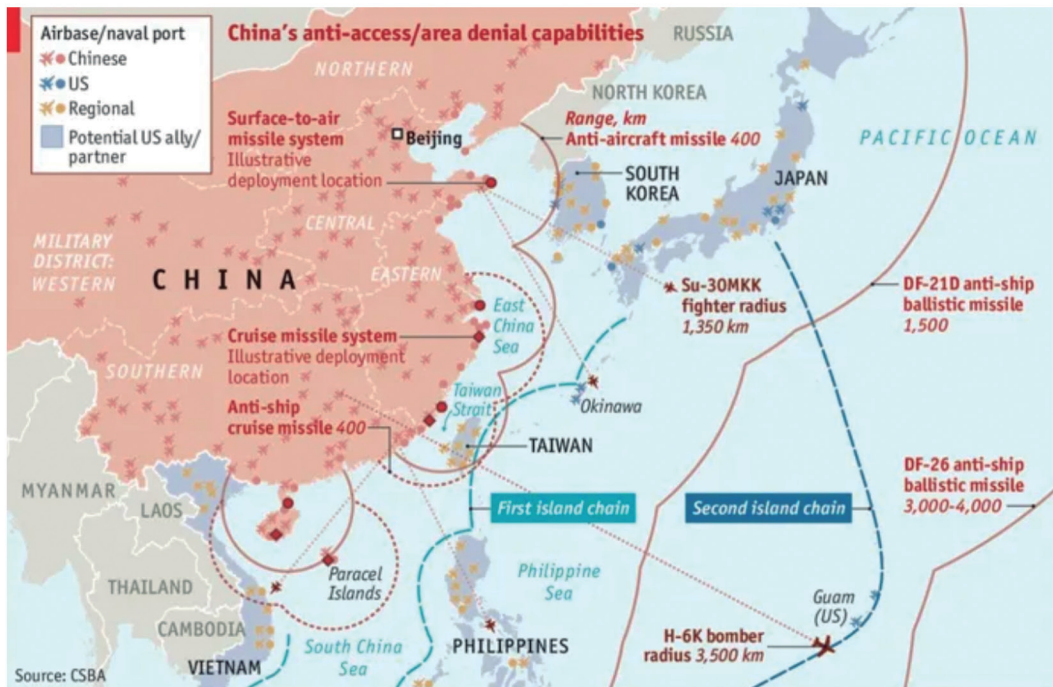 China's anti-access/area denial capabilities
Airbase/naval port
Chinese
US
Regional
Potential US ally/
partner
RUSSIA
NORTHERN
NORTH KOREA
Surface-to-air
missile system
Illustrative
deployment location
Beijing
Range, km
Anti-aircraft missile 400
PACIFIC OCEAN
SOUTH
KOREA
JAPAN
CENTRAL
MILITARY
DISTRICT:
WESTERN
CHINA
EASTERN
East
China
Sea
Su-30MKK
fighter radius
1,350 km
DF-21D anti-ship
ballistic missile
1,500
Cruise missile system
Illustrative deployment
location
SOUTHERN
Taiwan
Strait
Okinawa
Anti-ship
cruise missile 400
TAIWAN
DF-26 anti-ship
ballistic missile
3,000-4,000
MYANMAR
LAOS
First island chain
Second island chain
THAILAND
Paracel
Islands
Philippine
Sea
Guam
(US)
CAMBODIA
VIETNAM
South China
Sea
PHILIPPINES
H-6K bomber
radius 3,500 km
Source: CSBA